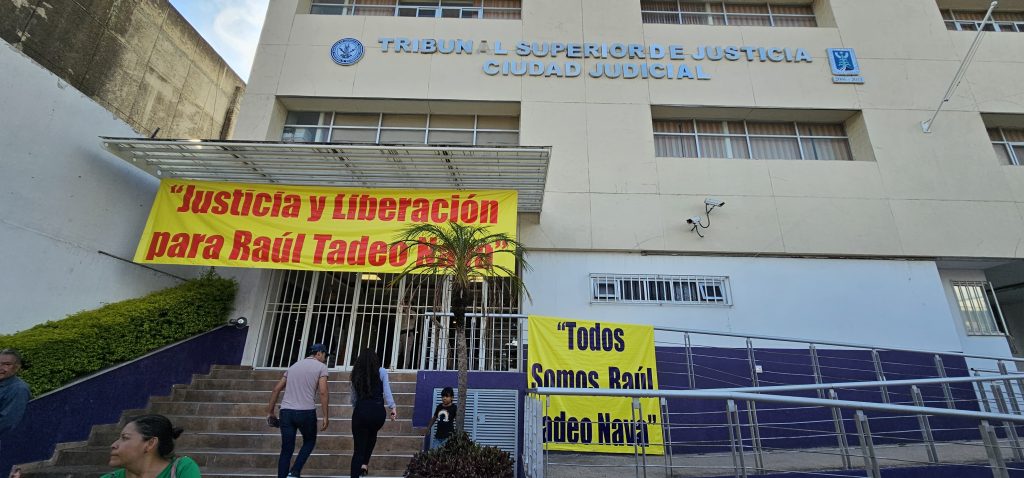 TRIBUNAL SUPERIOR DE JUSTICIA
CIUDAD JUDICIAL
“Justicia y Liberación
para Raúl Tadeo Nava”
“Todos
Somos Raúl
Tadeo Nava”